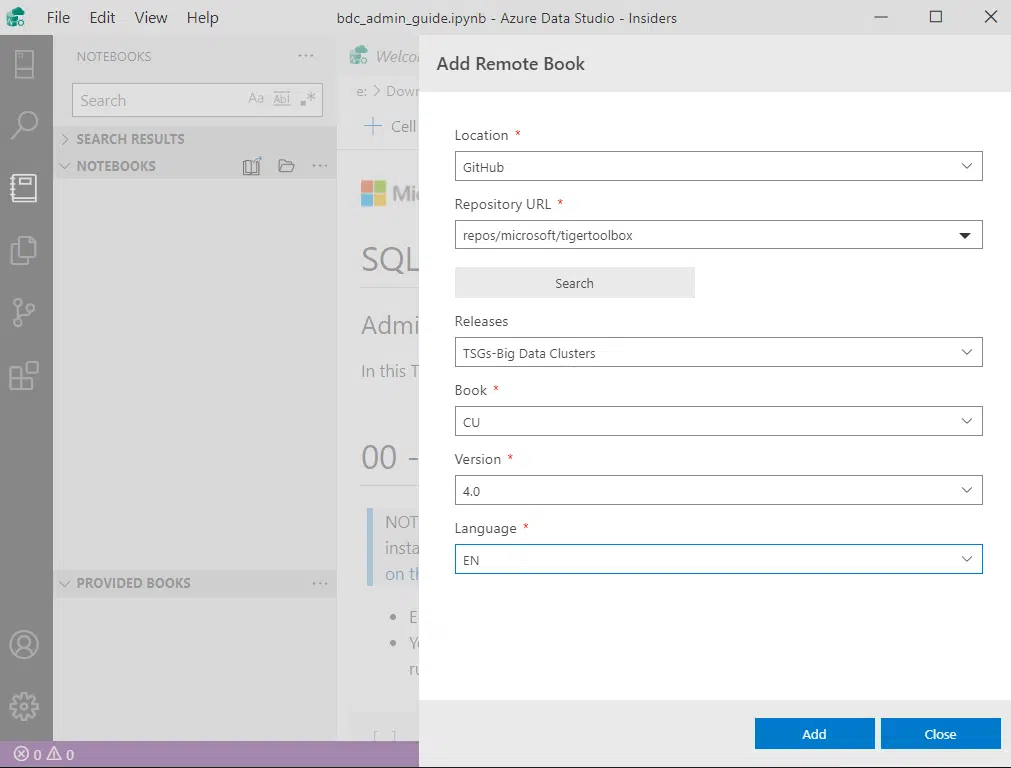 File Edit View Help
bdc_admin_guide.ipynb - Azure Data Studio - Insiders
NOTEBOOKS
Search
Aa Abl .*
SEARCH RESULTS
NOTEBOOKS
PROVIDED BOOKS
Welco
e: > Down
Cell
Mic
SQL
Admi
In this T
00 -
NOT
insta
on th
E
Yo
ru
[ ]
Add Remote Book
Location *
GitHub
Repository URL *
repos/microsoft/tigertoolbox
Search
Releases
TSGs-Big Data Clusters
Book *
CU
Version *
4.0
Language *
EN
Add
Close
0 0